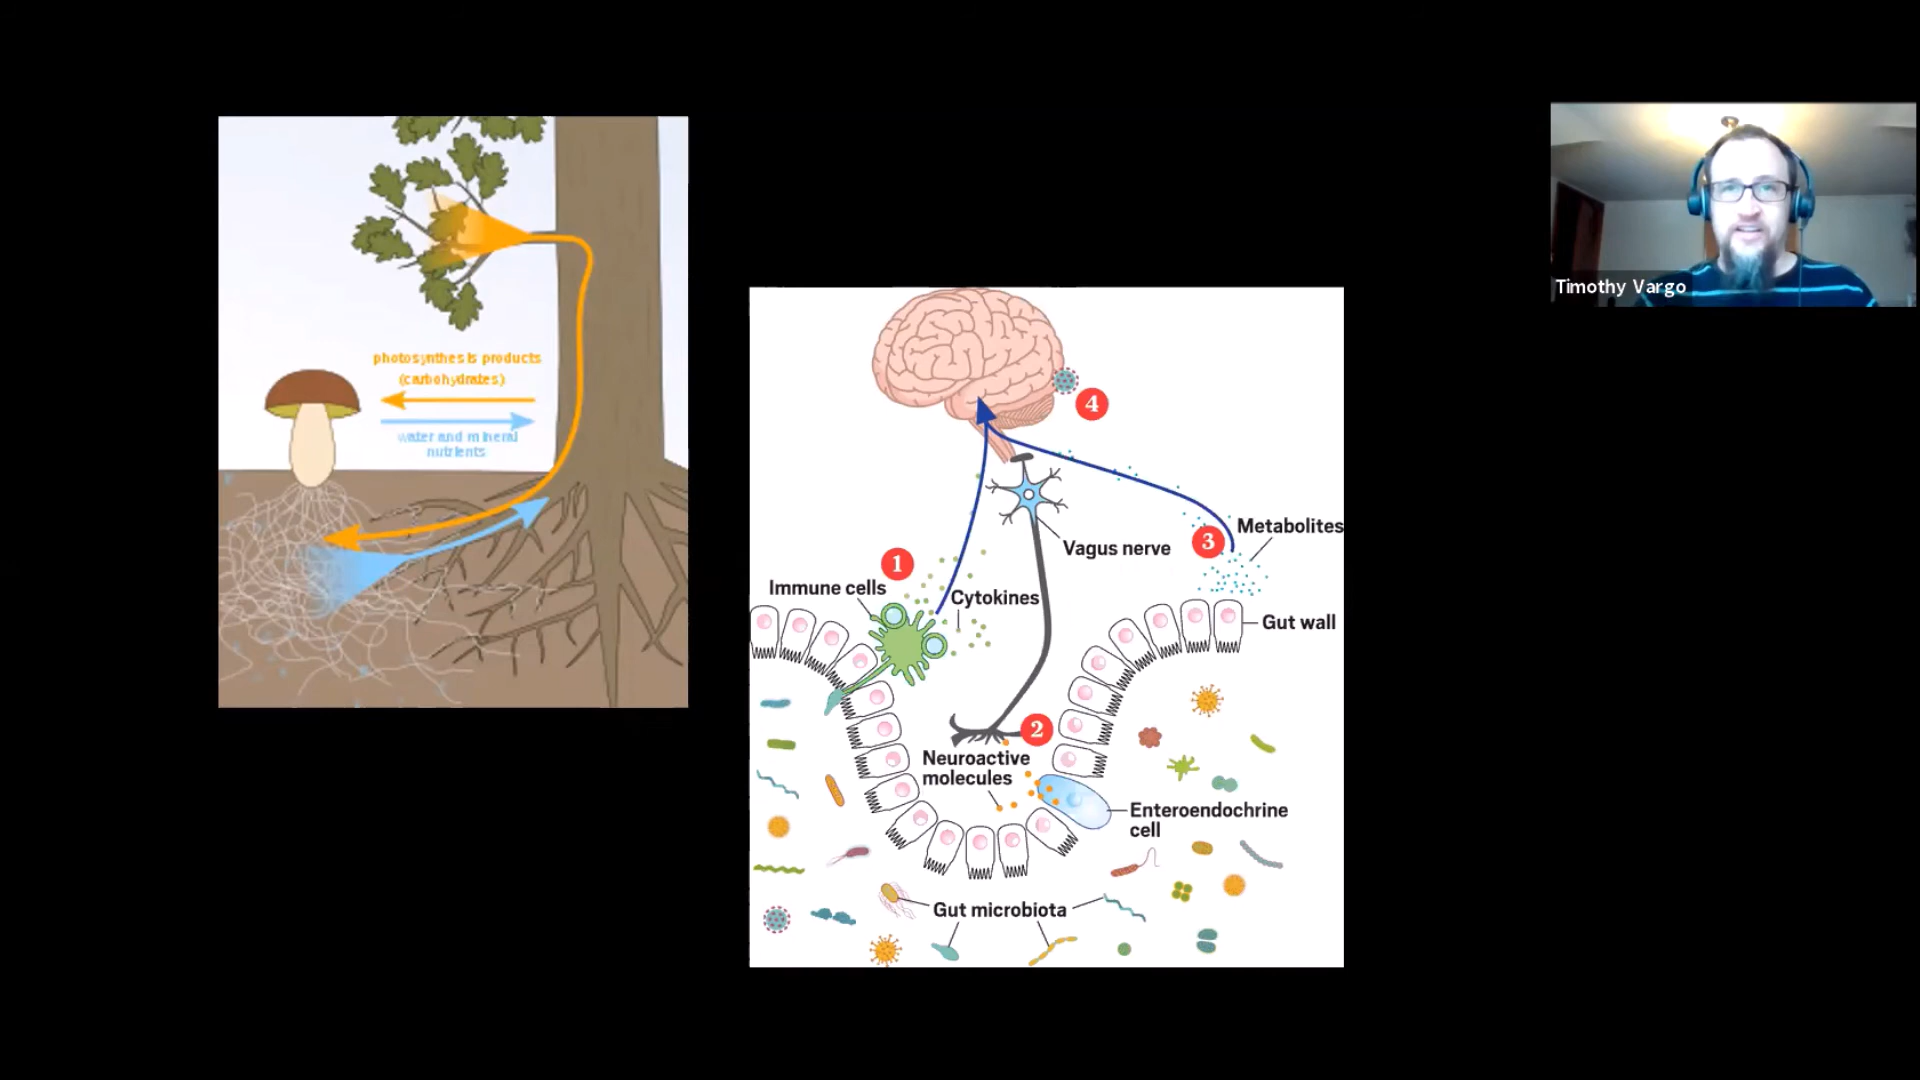 photosynthesis products
(carbohydrates)
water and mineral
nutrients
4
Vagus nerve
3
Metabolites
1
Immune cells
Cytokines
Gut wall
2
Neuroactive
molecules
Enteroendochrine
cell
Gut microbiota
Timothy Vargo